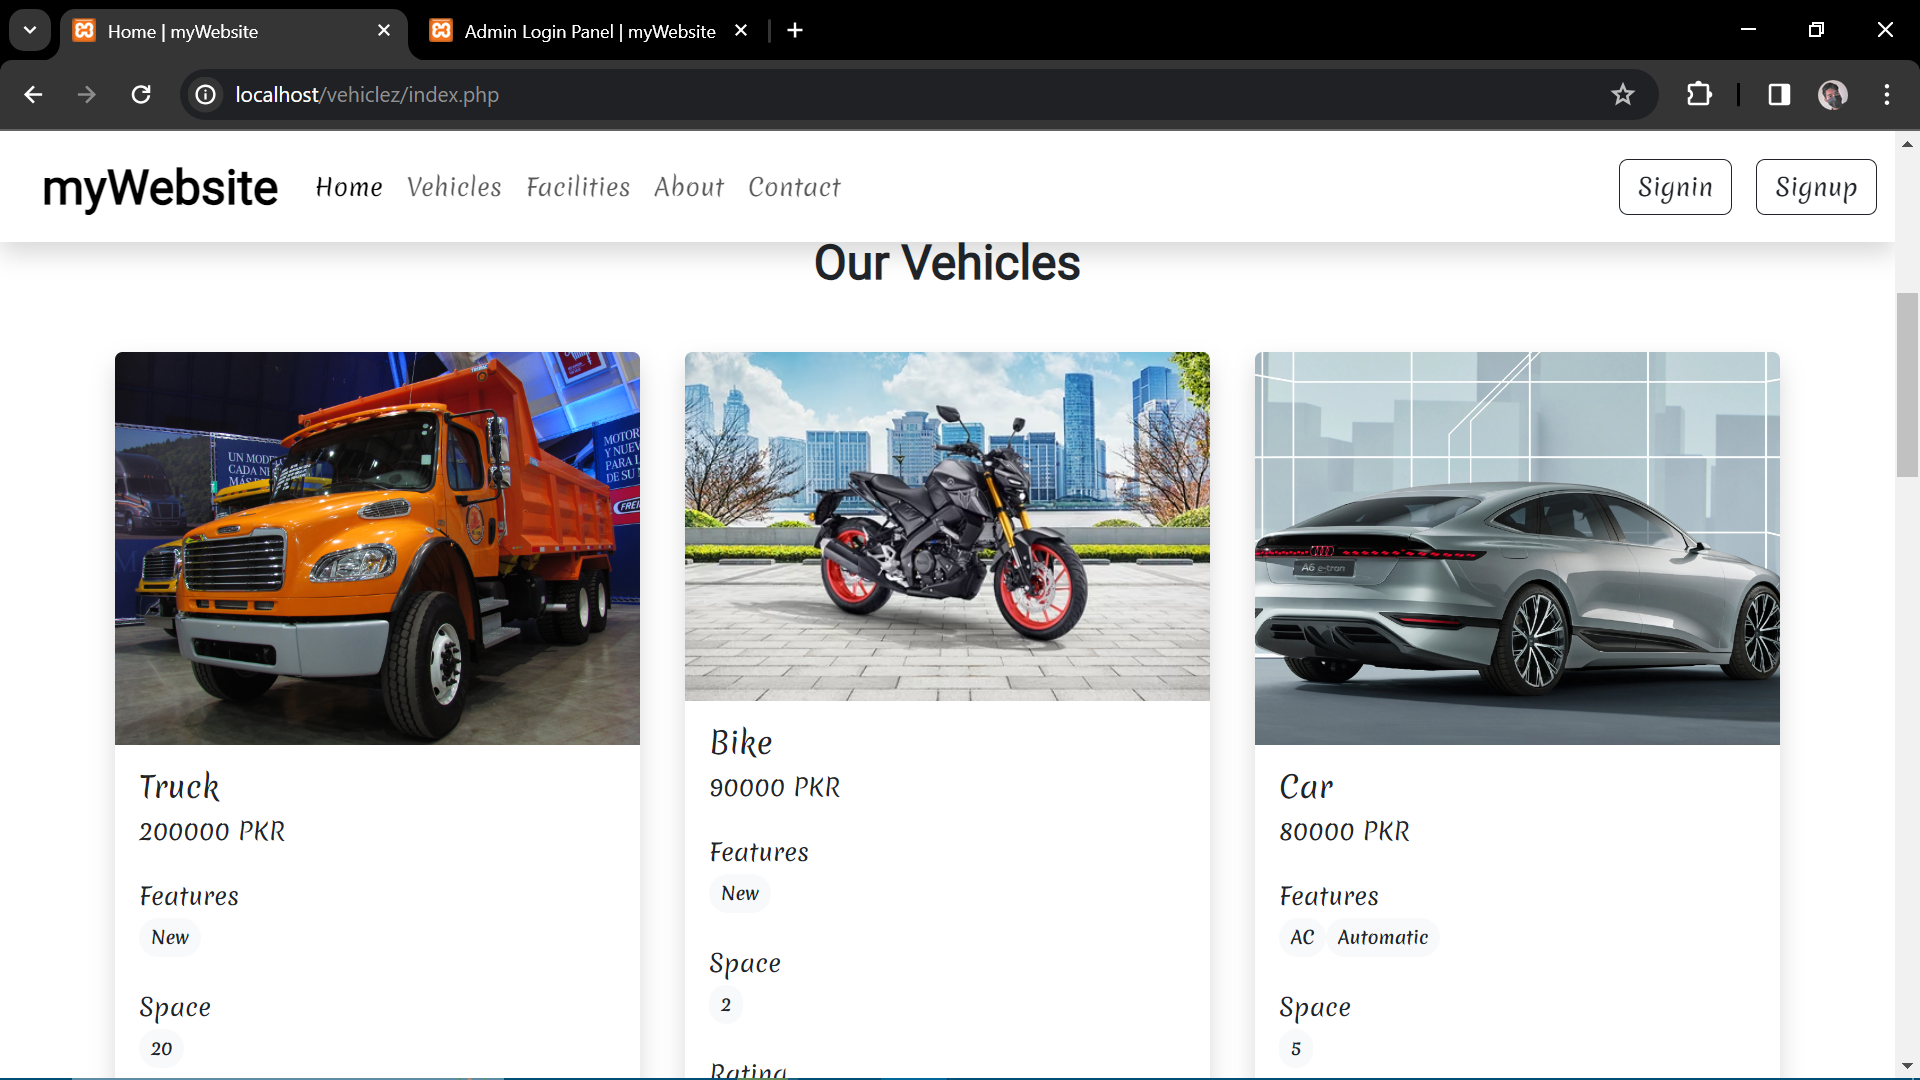 Home | myWebsite
Admin Login Panel | myWebsite
localhost/vehiclez/index.php
myWebsite Home Vehicles Facilities About Contact Signin Signup
Our Vehicles
UN MODE
CADA NE
MÁS E
MOTOR
Y NUEV
PARA L
DE SU
FREI
A6 e-tron
Truck
200000 PKR
Features
New
Space
20
Bike
90000 PKR
Features
New
Space
2
Rating
Car
80000 PKR
Features
AC Automatic
Space
5